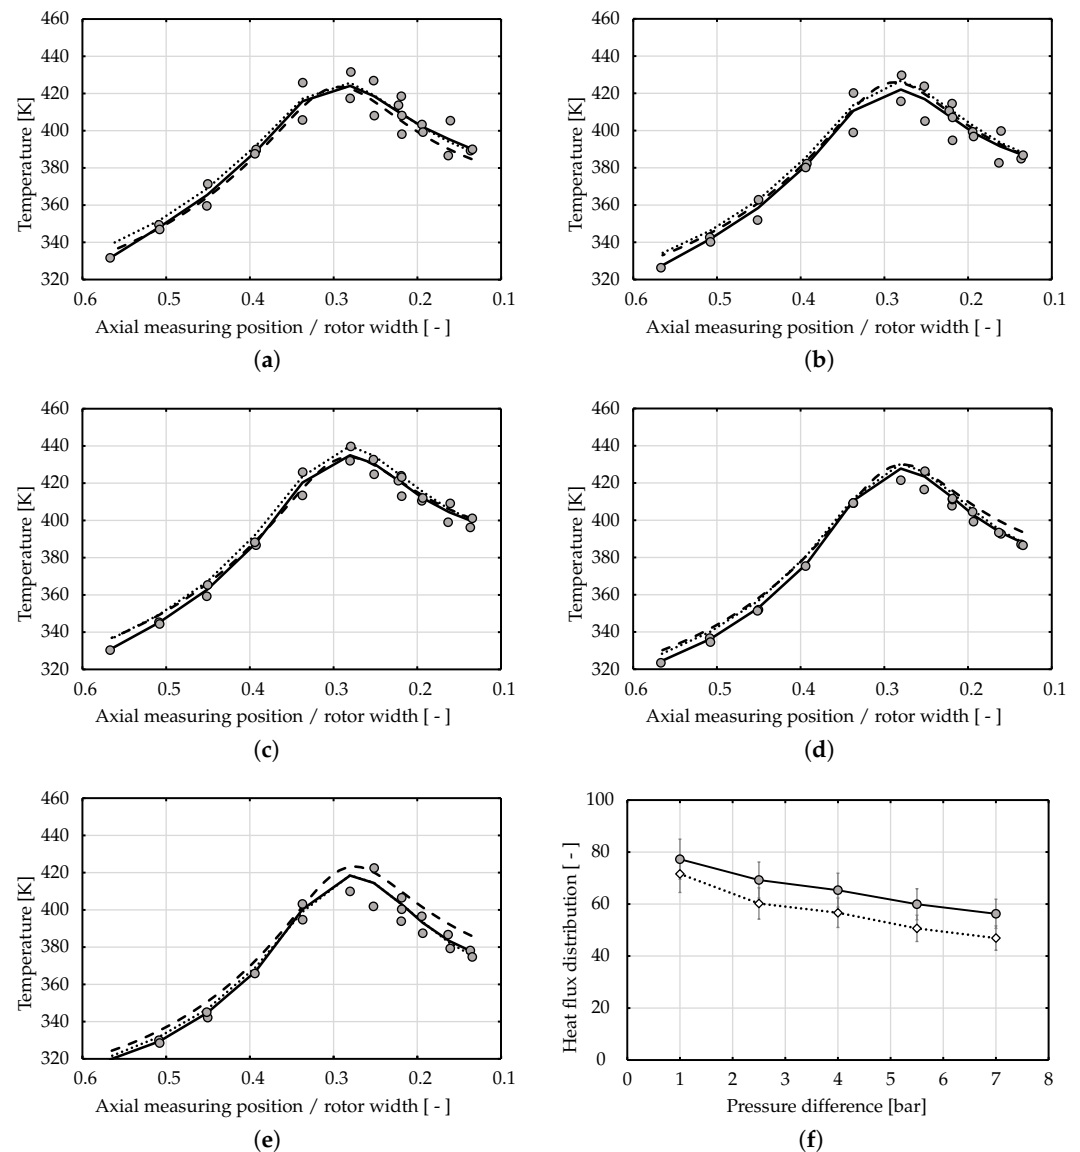 460
440
420
400
380
360
340
320
Temperature [K]
0.6 0.5 0.4 0.3 0.2 0.1
Axial measuring position / rotor width [ - ]
(a)
460
440
420
400
380
360
340
320
Temperature [K]
0.6 0.5 0.4 0.3 0.2 0.1
Axial measuring position / rotor width [ - ]
(b)
460
440
420
400
380
360
340
320
Temperature [K]
0.6 0.5 0.4 0.3 0.2 0.1
Axial measuring position / rotor width [ - ]
(c)
460
440
420
400
380
360
340
320
Temperature [K]
0.6 0.5 0.4 0.3 0.2 0.1
Axial measuring position / rotor width [ - ]
(d)
460
440
420
400
380
360
340
320
Temperature [K]
0.6 0.5 0.4 0.3 0.2 0.1
Axial measuring position / rotor width [ - ]
(e)
100
80
60
40
20
0
Heat flux distribution [ - ]
0 1 2 3 4 5 6 7 8
Pressure difference [bar]
(f)